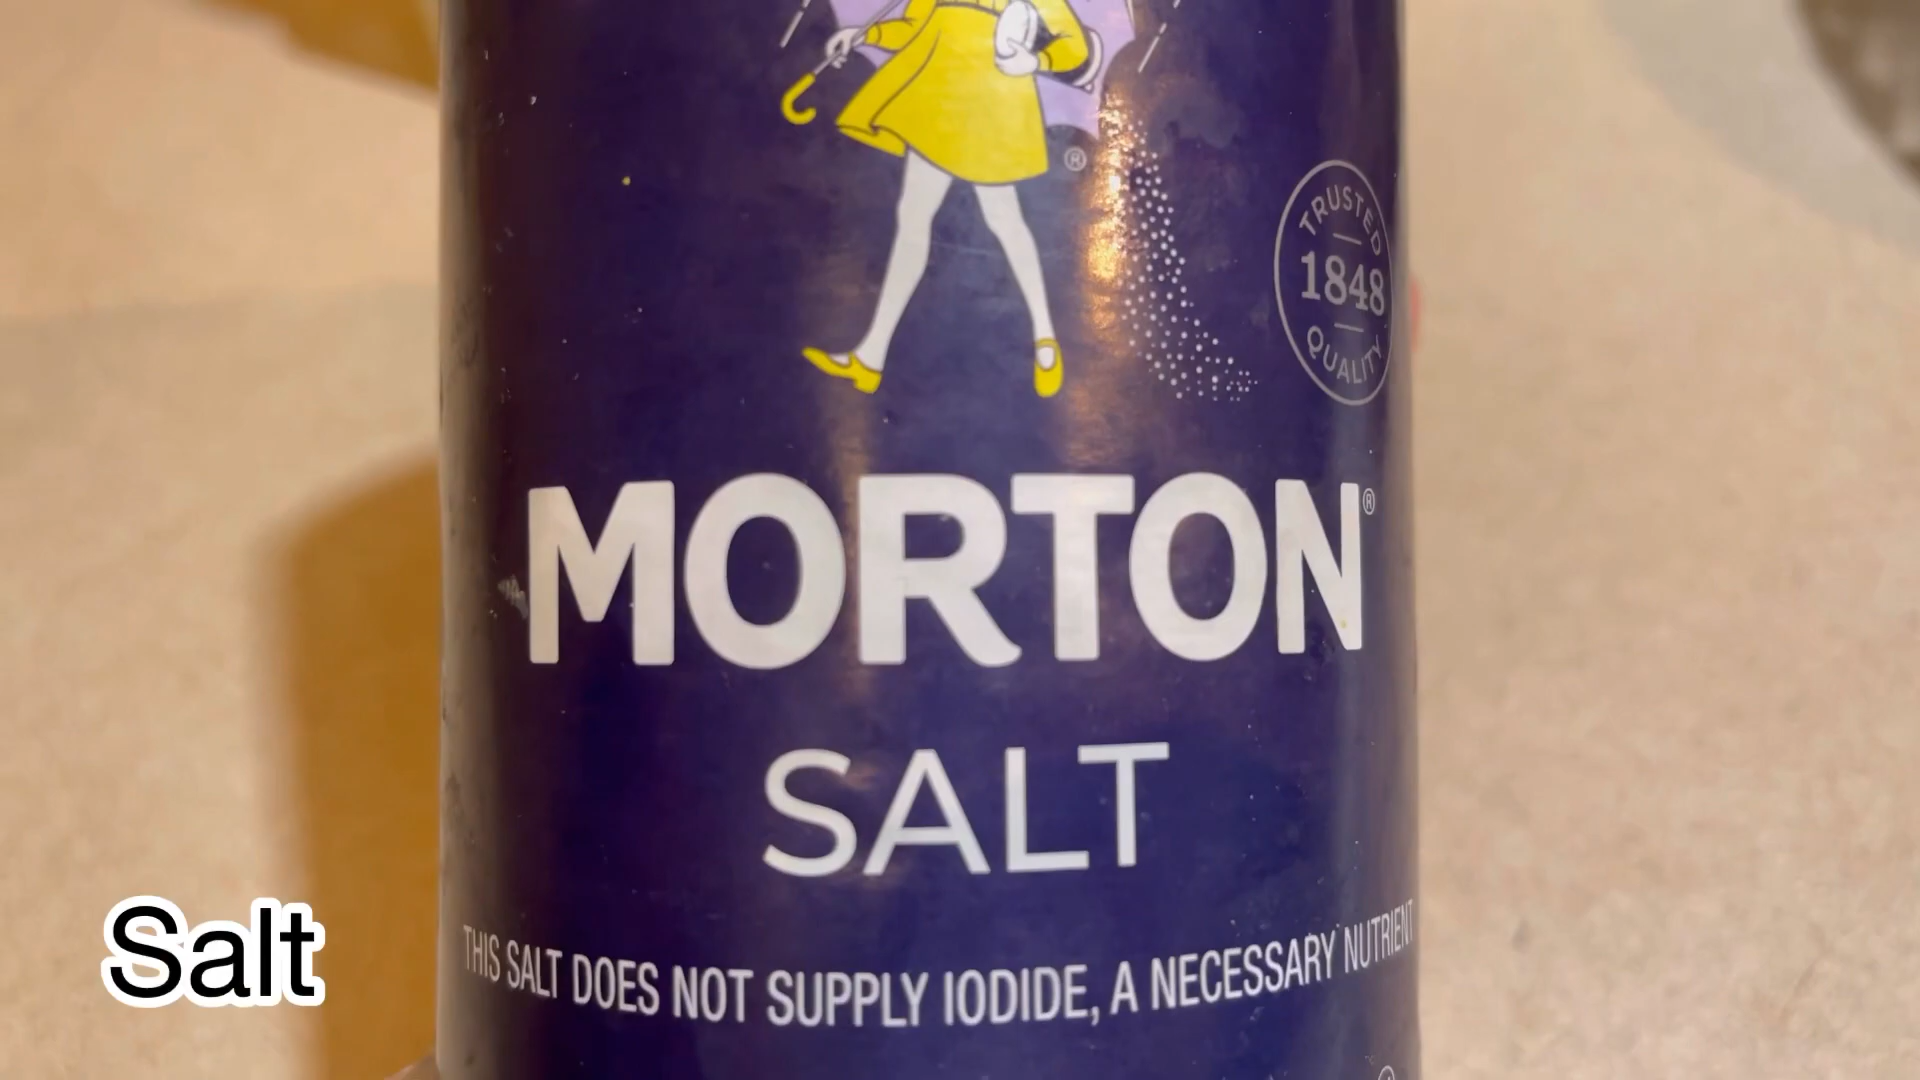 ®
TRUSTED
1848
QUALITY
MORTON®
SALT
THIS SALT DOES NOT SUPPLY IODIDE, A NECESSARY NUTRIENT
Salt